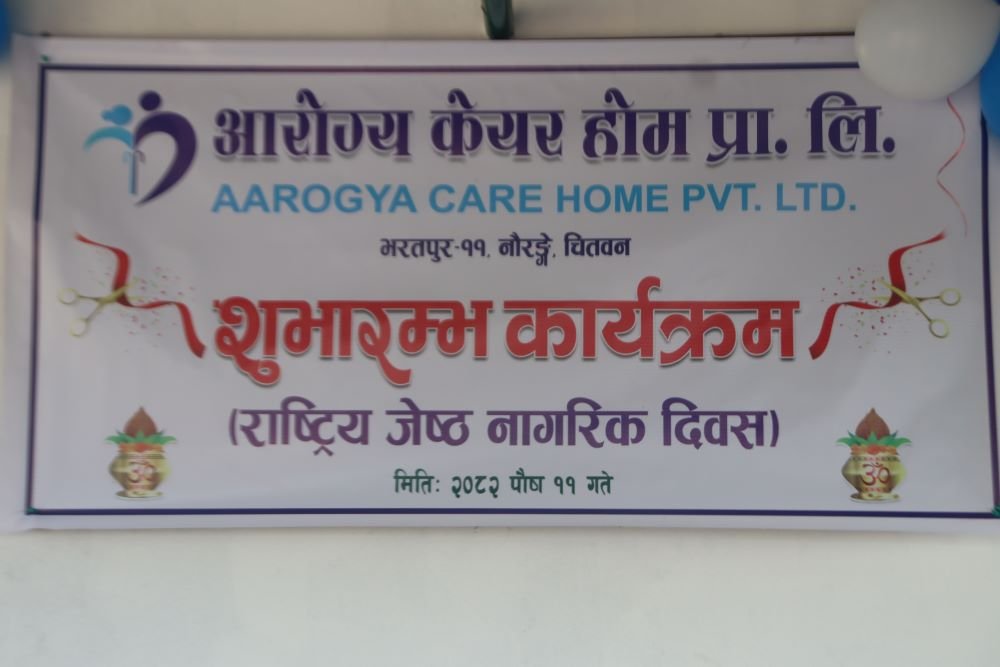 आरोग्य केयर होम प्रा. लि.
AAROGYA CARE HOME PVT. LTD.
भरतपुर-११, नौरङ्गे, चितवन
शुभारम्भ कार्यक्रम
(राष्ट्रिय जेष्ठ नागरिक दिवस)
मितिः २०८२ पौष ११ गते
ॐ
ॐ